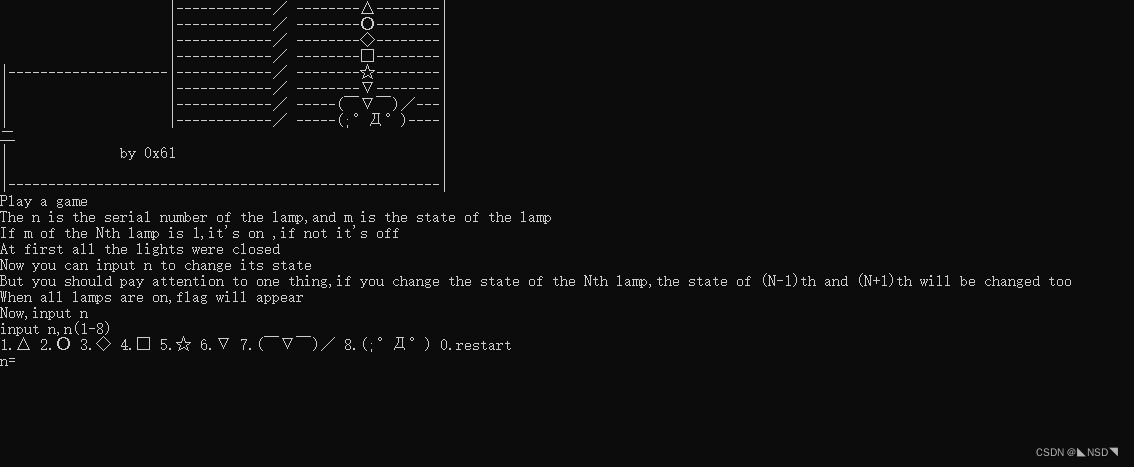 |------------／ --------△--------|
|------------／ --------○--------|
|------------／ --------◇--------|
|------------／ --------□--------|
|--------------------|------------／ --------☆--------|
|------------／ --------▽--------|
|------------／ -----(￣▽￣)／---|
|------------／ -----(;° Д° )----|
by 0x61
|------------------------------------------------------|
Play a game
The n is the serial number of the lamp,and m is the state of the lamp
If m of the Nth lamp is 1,it's on ,if not it's off
At first all the lights were closed
Now you can input n to change its state
But you should pay attention to one thing,if you change the state of the Nth lamp,the state of (N-1)th and (N+1)th will be changed too
When all lamps are on,flag will appear
Now,input n
input n,n(1-8)
1.△ 2.○ 3.◇ 4.□ 5.☆ 6.▽ 7.(￣▽￣)／ 8.(;° Д° ) 0.restart
n=
CSDN @◣NSD◥